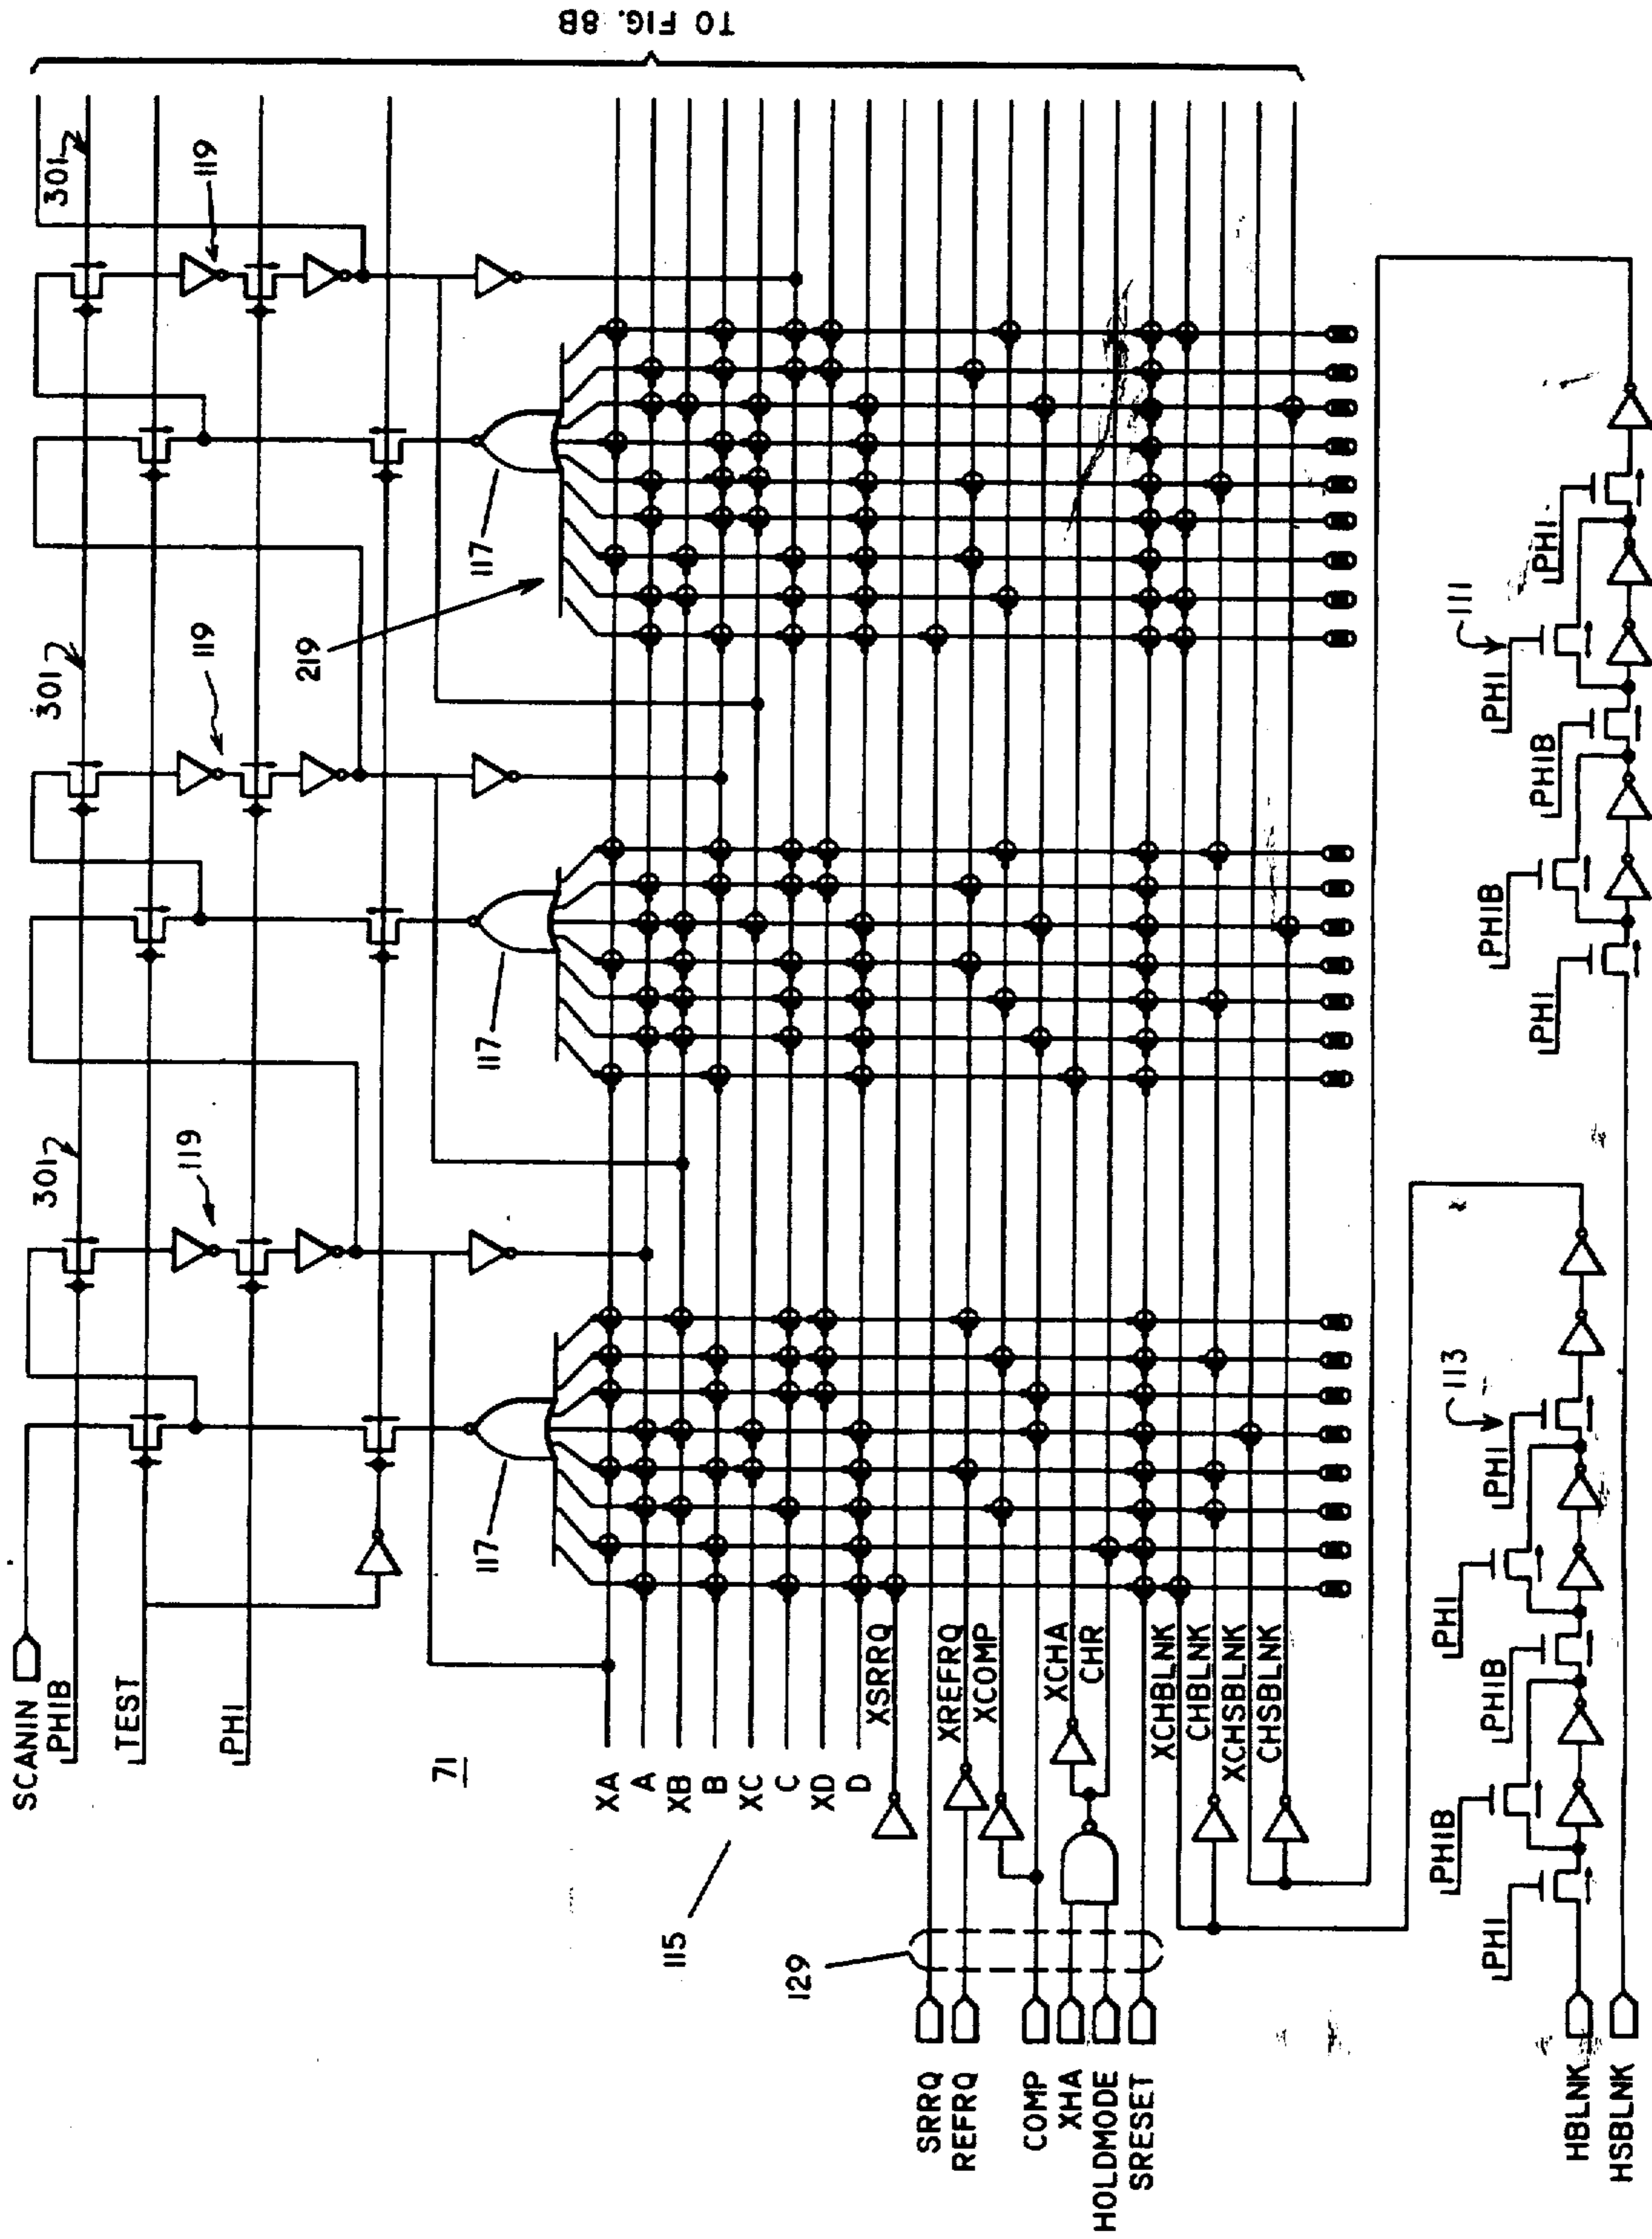 TO FIG. 8B
301
119
301
119
301
119
SCANIN
PHIB
TEST
PHI
219
117
117
117
71
XA
A
XB
B
XC
C
XD
D
115
XSRRQ
XREFRQ
XCOMP
XCHA
CHR
XCHBLNK
CHBLNK
XCHSBLNK
CHSBLNK
129
SRRQ
REFRQ
COMP
XHA
HOLDMODE
SRESET
HBLNK
HSBLNK
PHI
PHIB
PHIB
PHI
PHI
113
PHI
PHIB
PHIB
PHI
111
PHI